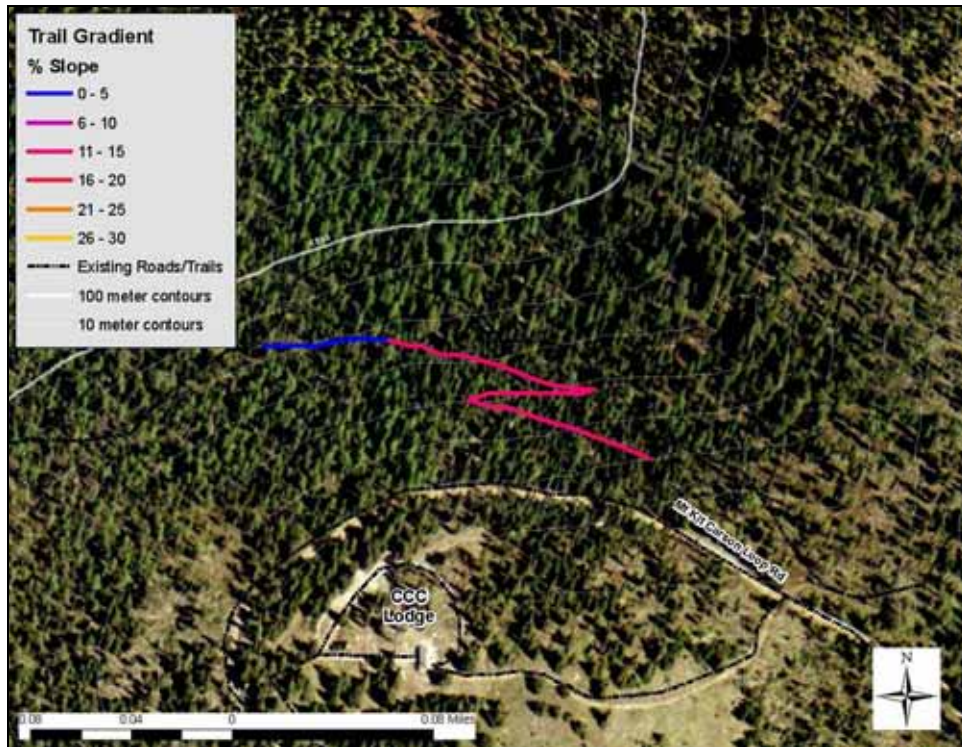 Trail Gradient
% Slope
0 - 5
6 - 10
11 - 15
16 - 20
21 - 25
26 - 30
Existing Roads/Trails
100 meter contours
10 meter contours
Mt Kit Carson Loop Rd
CCC
Lodge
N
0.08 0.04 0 0.08 Miles